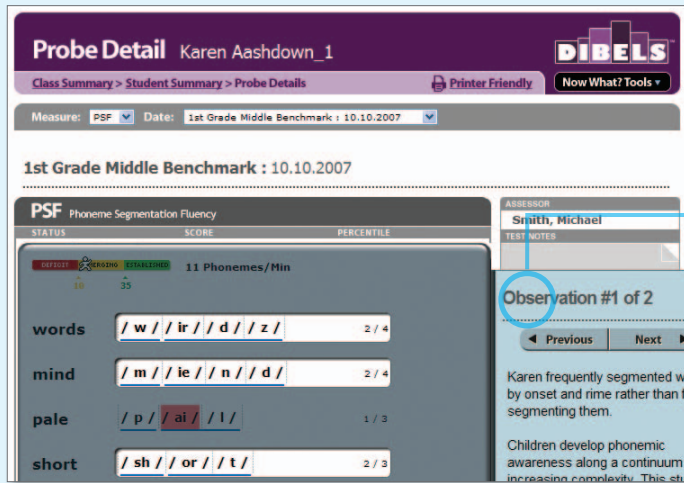 Probe Detail Karen Aashdown_1
DIBELS
Class Summary > Student Summary > Probe Details
Printer Friendly
Now What? Tools
Measure: PSF Date: 1st Grade Middle Benchmark : 10.10.2007
1st Grade Middle Benchmark : 10.10.2007
PSF Phoneme Segmentation Fluency
STATUS SCORE PERCENTILE
DEFICIT EMERGING ESTABLISHED 11 Phonemes/Min
10 35
words / w / / ir / / d / / z / 2 / 4
mind / m / / ie / / n / / d / 2 / 4
pale / p / / ai / / l / 1 / 3
short / sh / / or / / t / 2 / 3
ASSESSOR
Smith, Michael
TEST NOTES
Observation #1 of 2
Previous Next
Karen frequently segmented w
by onset and rime rather than f
segmenting them.
Children develop phonemic
awareness along a continuum
increasing complexity. This stu